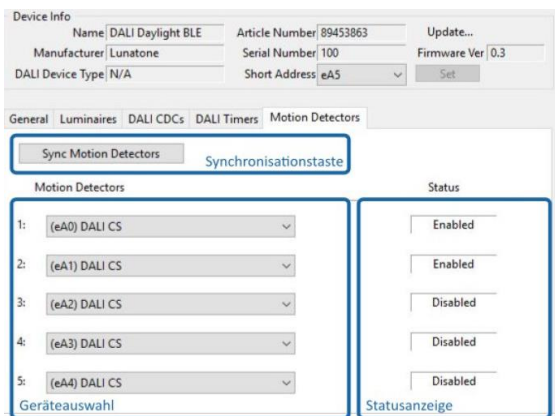 Device Info
Name DALI Daylight BLE Article Number 89453863 Update...
Manufacturer Lunatone Serial Number 100 Firmware Ver 0.3
DALI Device Type N/A Short Address eA5 Set
General Luminaires DALI CDCs DALI Timers Motion Detectors
Sync Motion Detectors Synchronisationstaste
Motion Detectors Status
1: (eA0) DALI CS Enabled
2: (eA1) DALI CS Enabled
3: (eA2) DALI CS Disabled
4: (eA3) DALI CS Disabled
5: (eA4) DALI CS Disabled
Geräteauswahl Statusanzeige